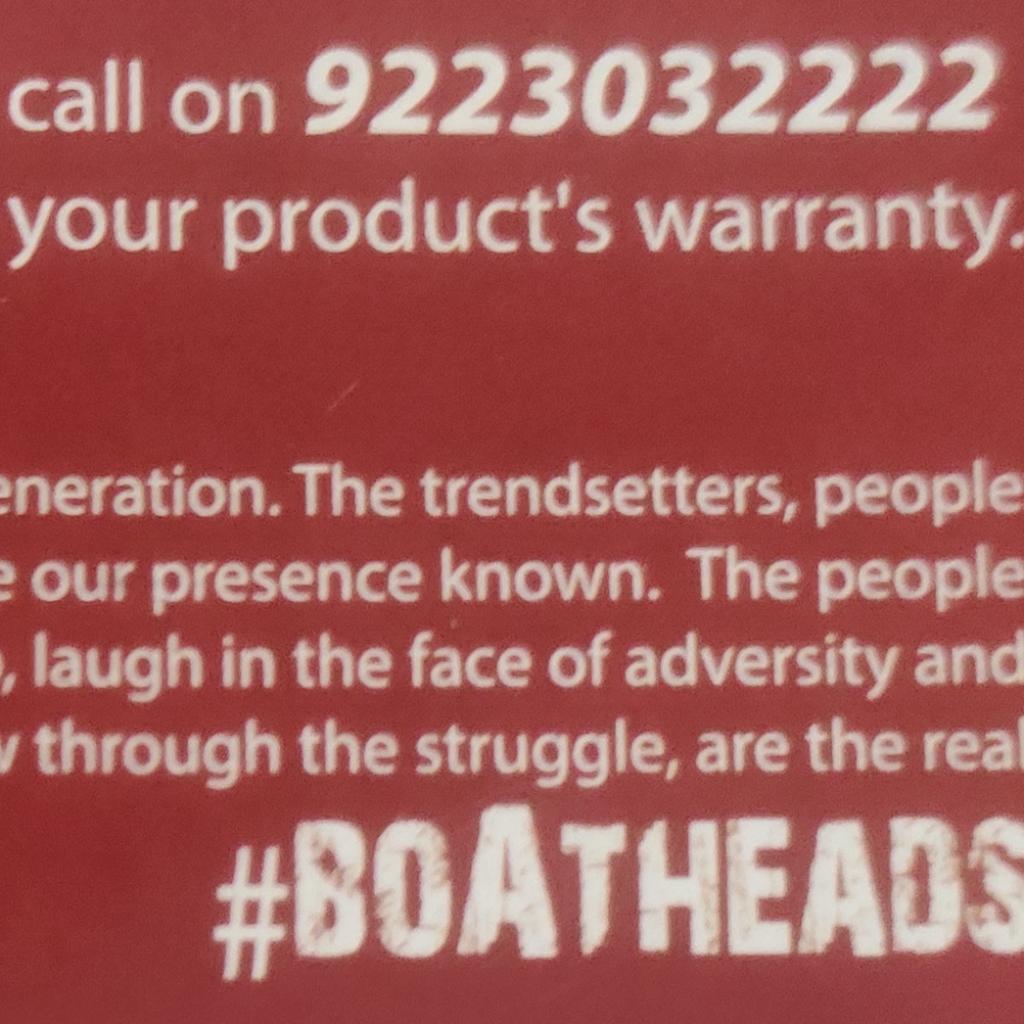 call on 9223032222
your product's warranty.
eneration. The trendsetters, people
e our presence known. The people
, laugh in the face of adversity and
through the struggle, are the real
#BOATHEADS